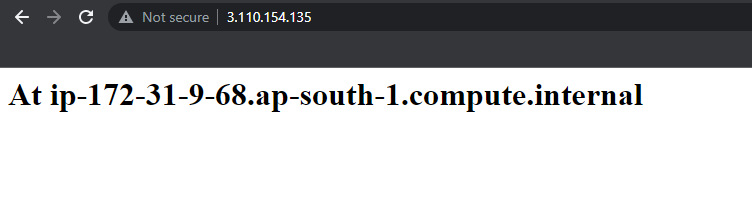 Not secure 3.110.154.135
At ip-172-31-9-68.ap-south-1.compute.internal